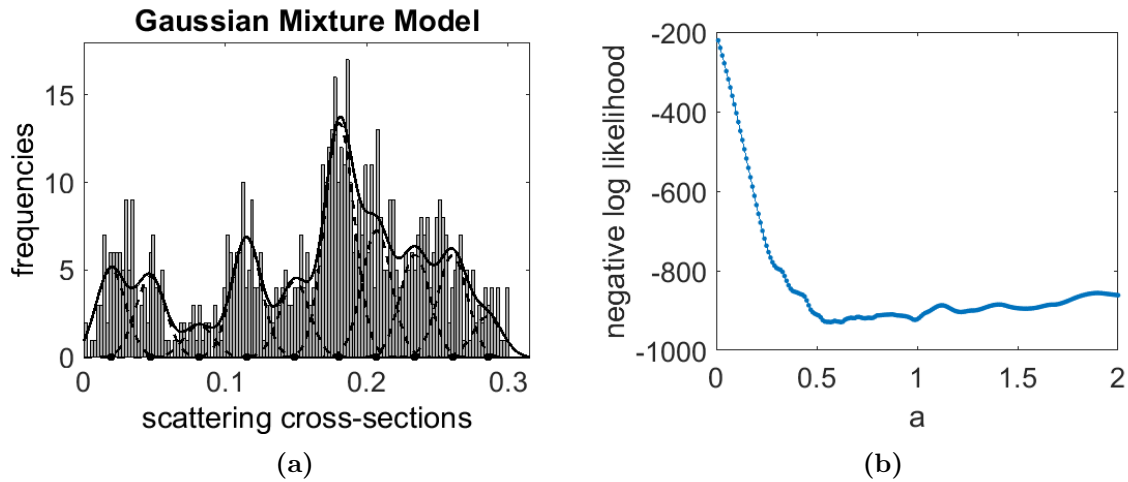 Gaussian Mixture Model
frequencies
15
10
5
0
0
0.1
0.2
0.3
scattering cross-sections
(a)
negative log likelihood
-200
-400
-600
-800
-1000
0
0.5
1
1.5
2
a
(b)